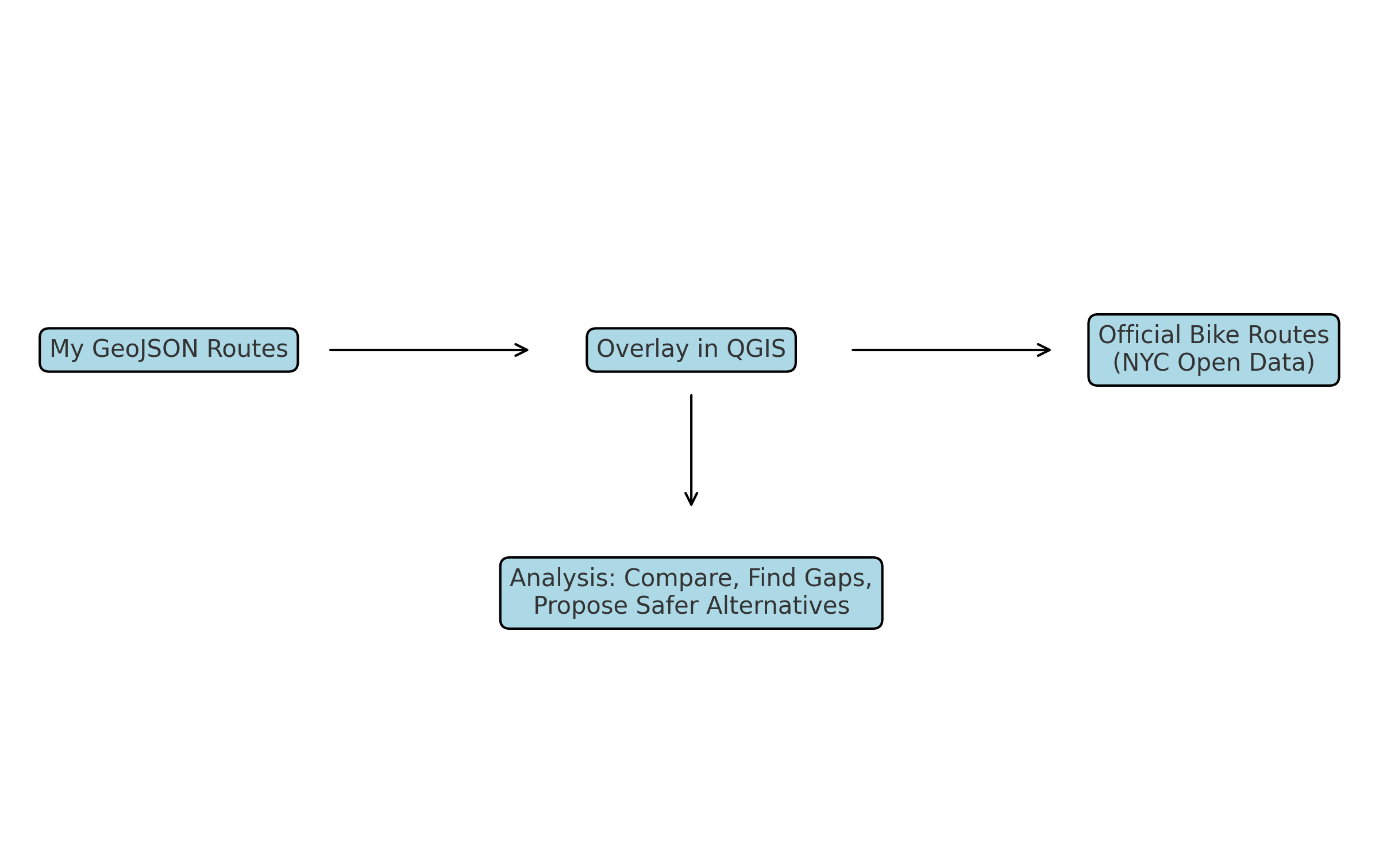 My GeoJSON Routes
Overlay in QGIS
Official Bike Routes
(NYC Open Data)
Analysis: Compare, Find Gaps,
Propose Safer Alternatives